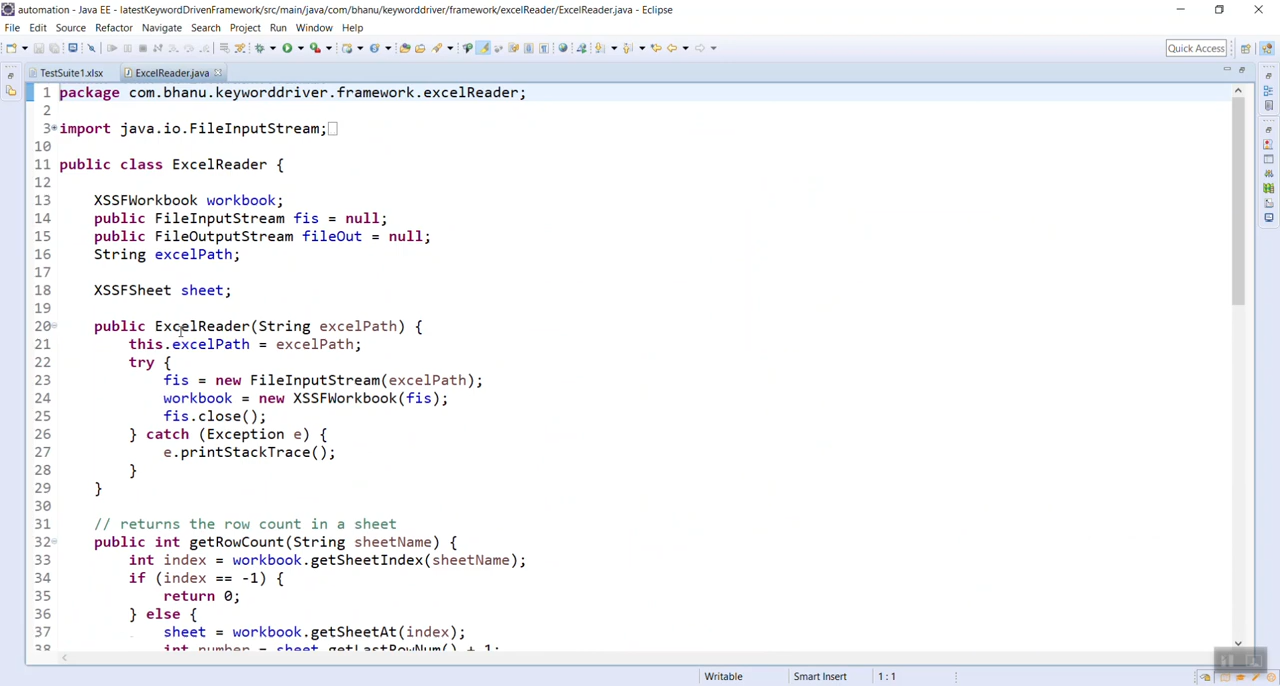 automation - Java EE - latestKeywordDrivenFramework/src/main/java/com/bhanu/keyworddriver/framework/excelReader/ExcelReader.java - Eclipse
File Edit Source Refactor Navigate Search Project Run Window Help
Quick Access
TestSuite1.xlsx ExcelReader.java
1 package com.bhanu.keyworddriver.framework.excelReader;
2
3 import java.io.FileInputStream;
10
11 public class ExcelReader {
12
13 XSSFWorkbook workbook;
14 public FileInputStream fis = null;
15 public FileOutputStream fileOut = null;
16 String excelPath;
17
18 XSSFSheet sheet;
19
20 public ExcelReader(String excelPath) {
21 this.excelPath = excelPath;
22 try {
23 fis = new FileInputStream(excelPath);
24 workbook = new XSSFWorkbook(fis);
25 fis.close();
26 } catch (Exception e) {
27 e.printStackTrace();
28 }
29 }
30
31 // returns the row count in a sheet
32 public int getRowCount(String sheetName) {
33 int index = workbook.getSheetIndex(sheetName);
34 if (index == -1) {
35 return 0;
36 } else {
37 sheet = workbook.getSheetAt(index);
38 int number = sheet.getLastRowNum() + 1;
Writable Smart Insert 1 : 1